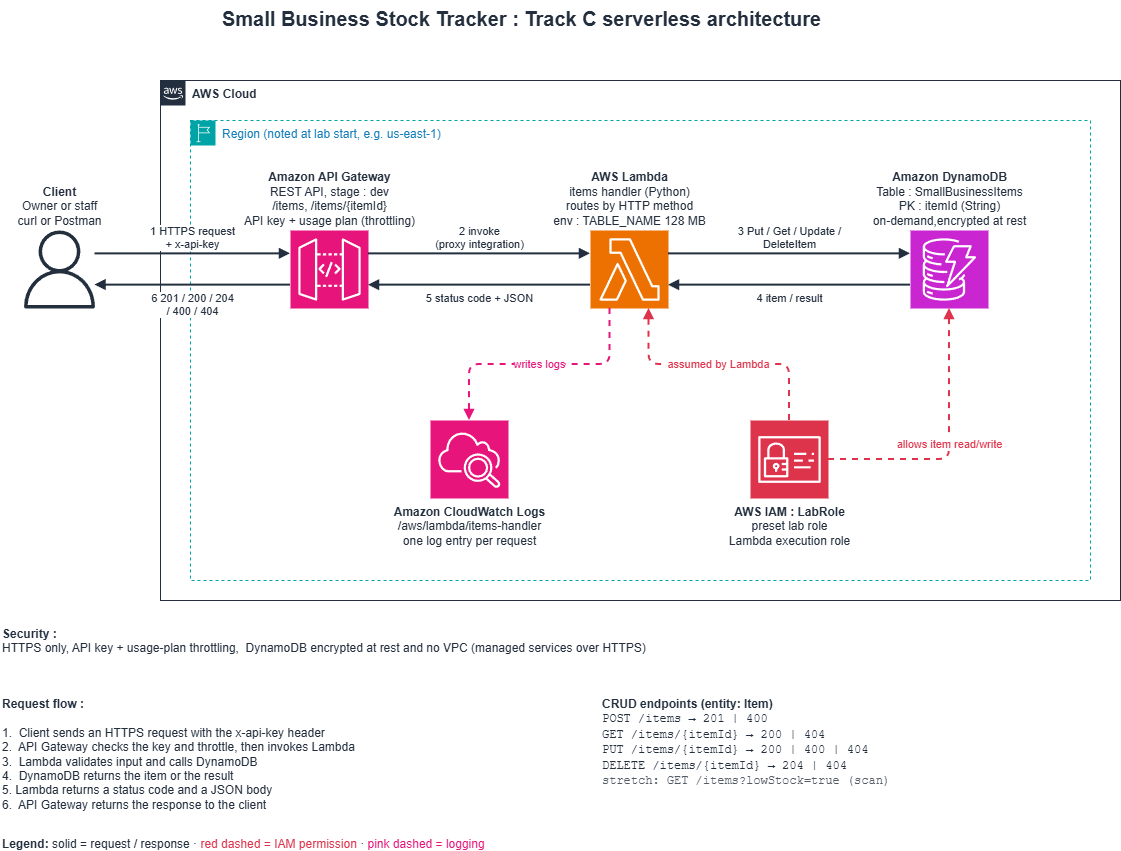 Small Business Stock Tracker : Track C serverless architecture
aws
AWS Cloud
Region (noted at lab start, e.g. us-east-1)
Client
Owner or staff
curl or Postman
1 HTTPS request
+ x-api-key
6 201 / 200 / 204
/ 400 / 404
Amazon API Gateway
REST API, stage : dev
/items, /items/{itemId}
API key + usage plan (throttling)
2 invoke
(proxy integration)
5 status code + JSON
AWS Lambda
items handler (Python)
routes by HTTP method
env : TABLE_NAME 128 MB
3 Put / Get / Update /
DeleteItem
4 item / result
Amazon DynamoDB
Table : SmallBusinessItems
PK : itemId (String)
on-demand,encrypted at rest
writes logs
assumed by Lambda
allows item read/write
Amazon CloudWatch Logs
/aws/lambda/items-handler
one log entry per request
AWS IAM : LabRole
preset lab role
Lambda execution role
Security :
HTTPS only, API key + usage-plan throttling, DynamoDB encrypted at rest and no VPC (managed services over HTTPS)
Request flow :
1. Client sends an HTTPS request with the x-api-key header
2. API Gateway checks the key and throttle, then invokes Lambda
3. Lambda validates input and calls DynamoDB
4. DynamoDB returns the item or the result
5. Lambda returns a status code and a JSON body
6. API Gateway returns the response to the client
CRUD endpoints (entity: Item)
POST /items → 201 | 400
GET /items/{itemId} → 200 | 404
PUT /items/{itemId} → 200 | 400 | 404
DELETE /items/{itemId} → 204 | 404
stretch: GET /items?lowStock=true (scan)
Legend: solid = request / response · red dashed = IAM permission · pink dashed = logging